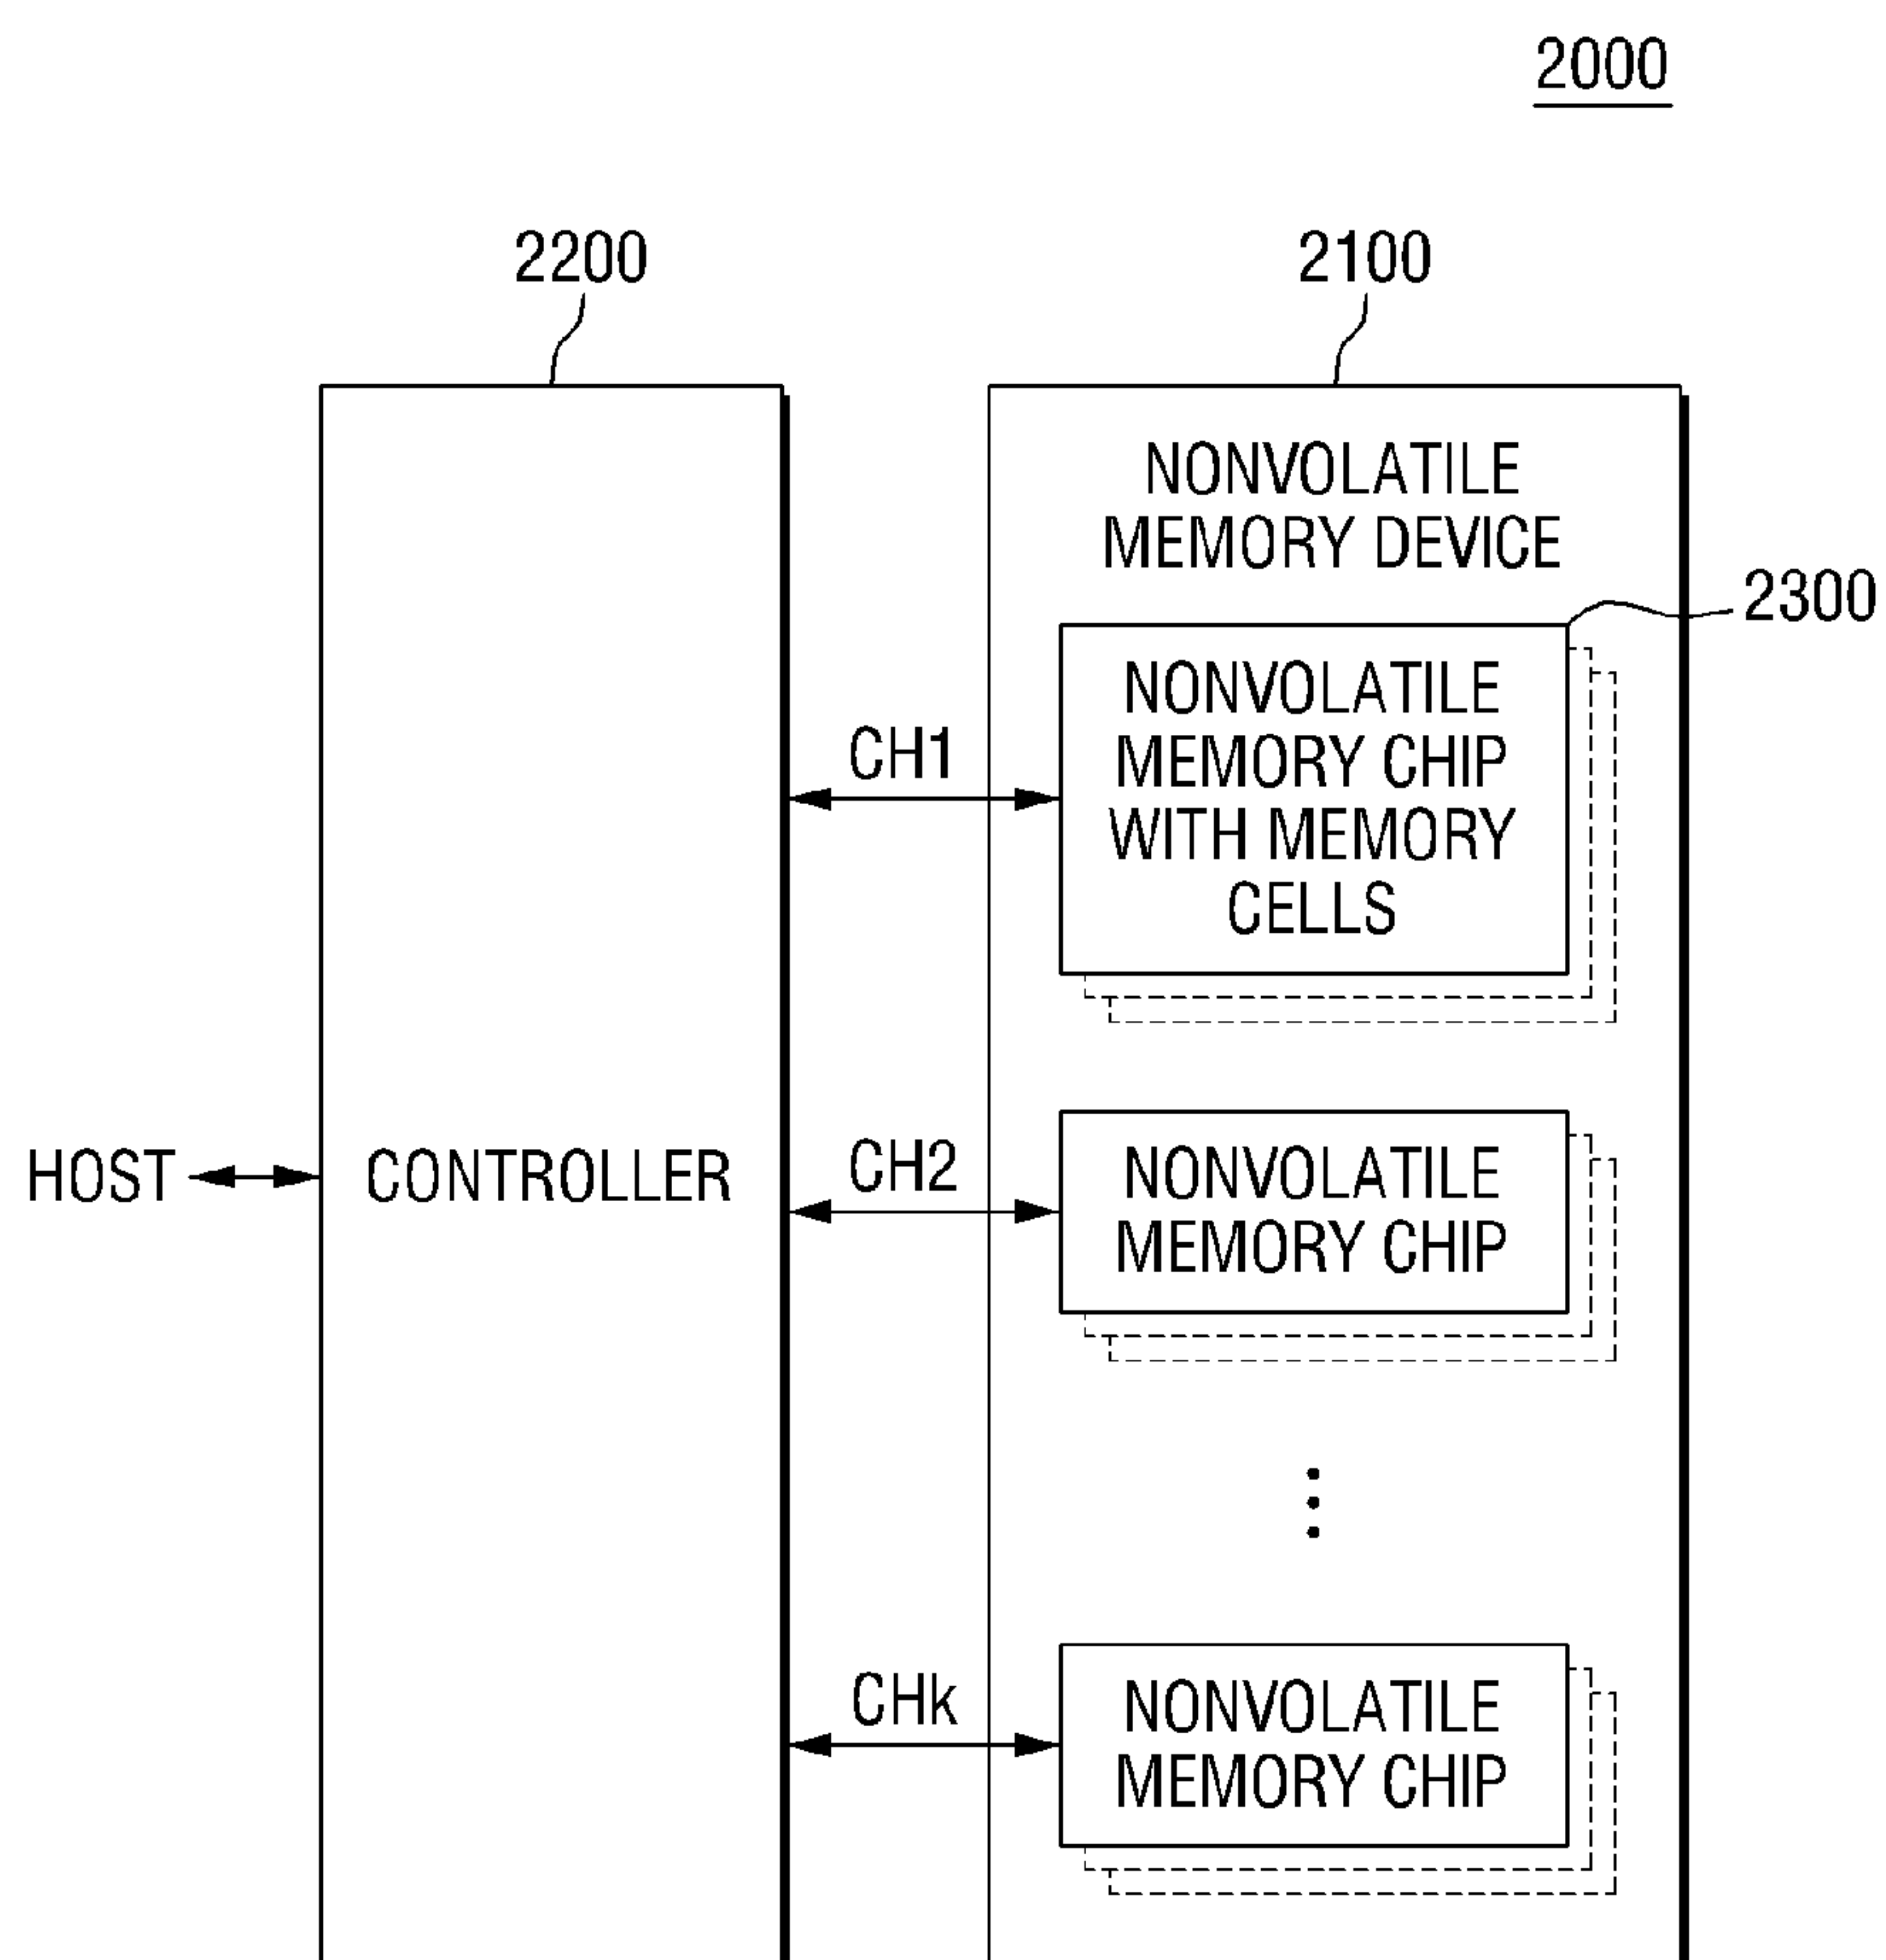 2000
2200
2100
NONVOLATILE
MEMORY DEVICE
2300
NONVOLATILE
MEMORY CHIP
WITH MEMORY
CELLS
CH1
HOST
CONTROLLER
CH2
NONVOLATILE
MEMORY CHIP
CHk
NONVOLATILE
MEMORY CHIP